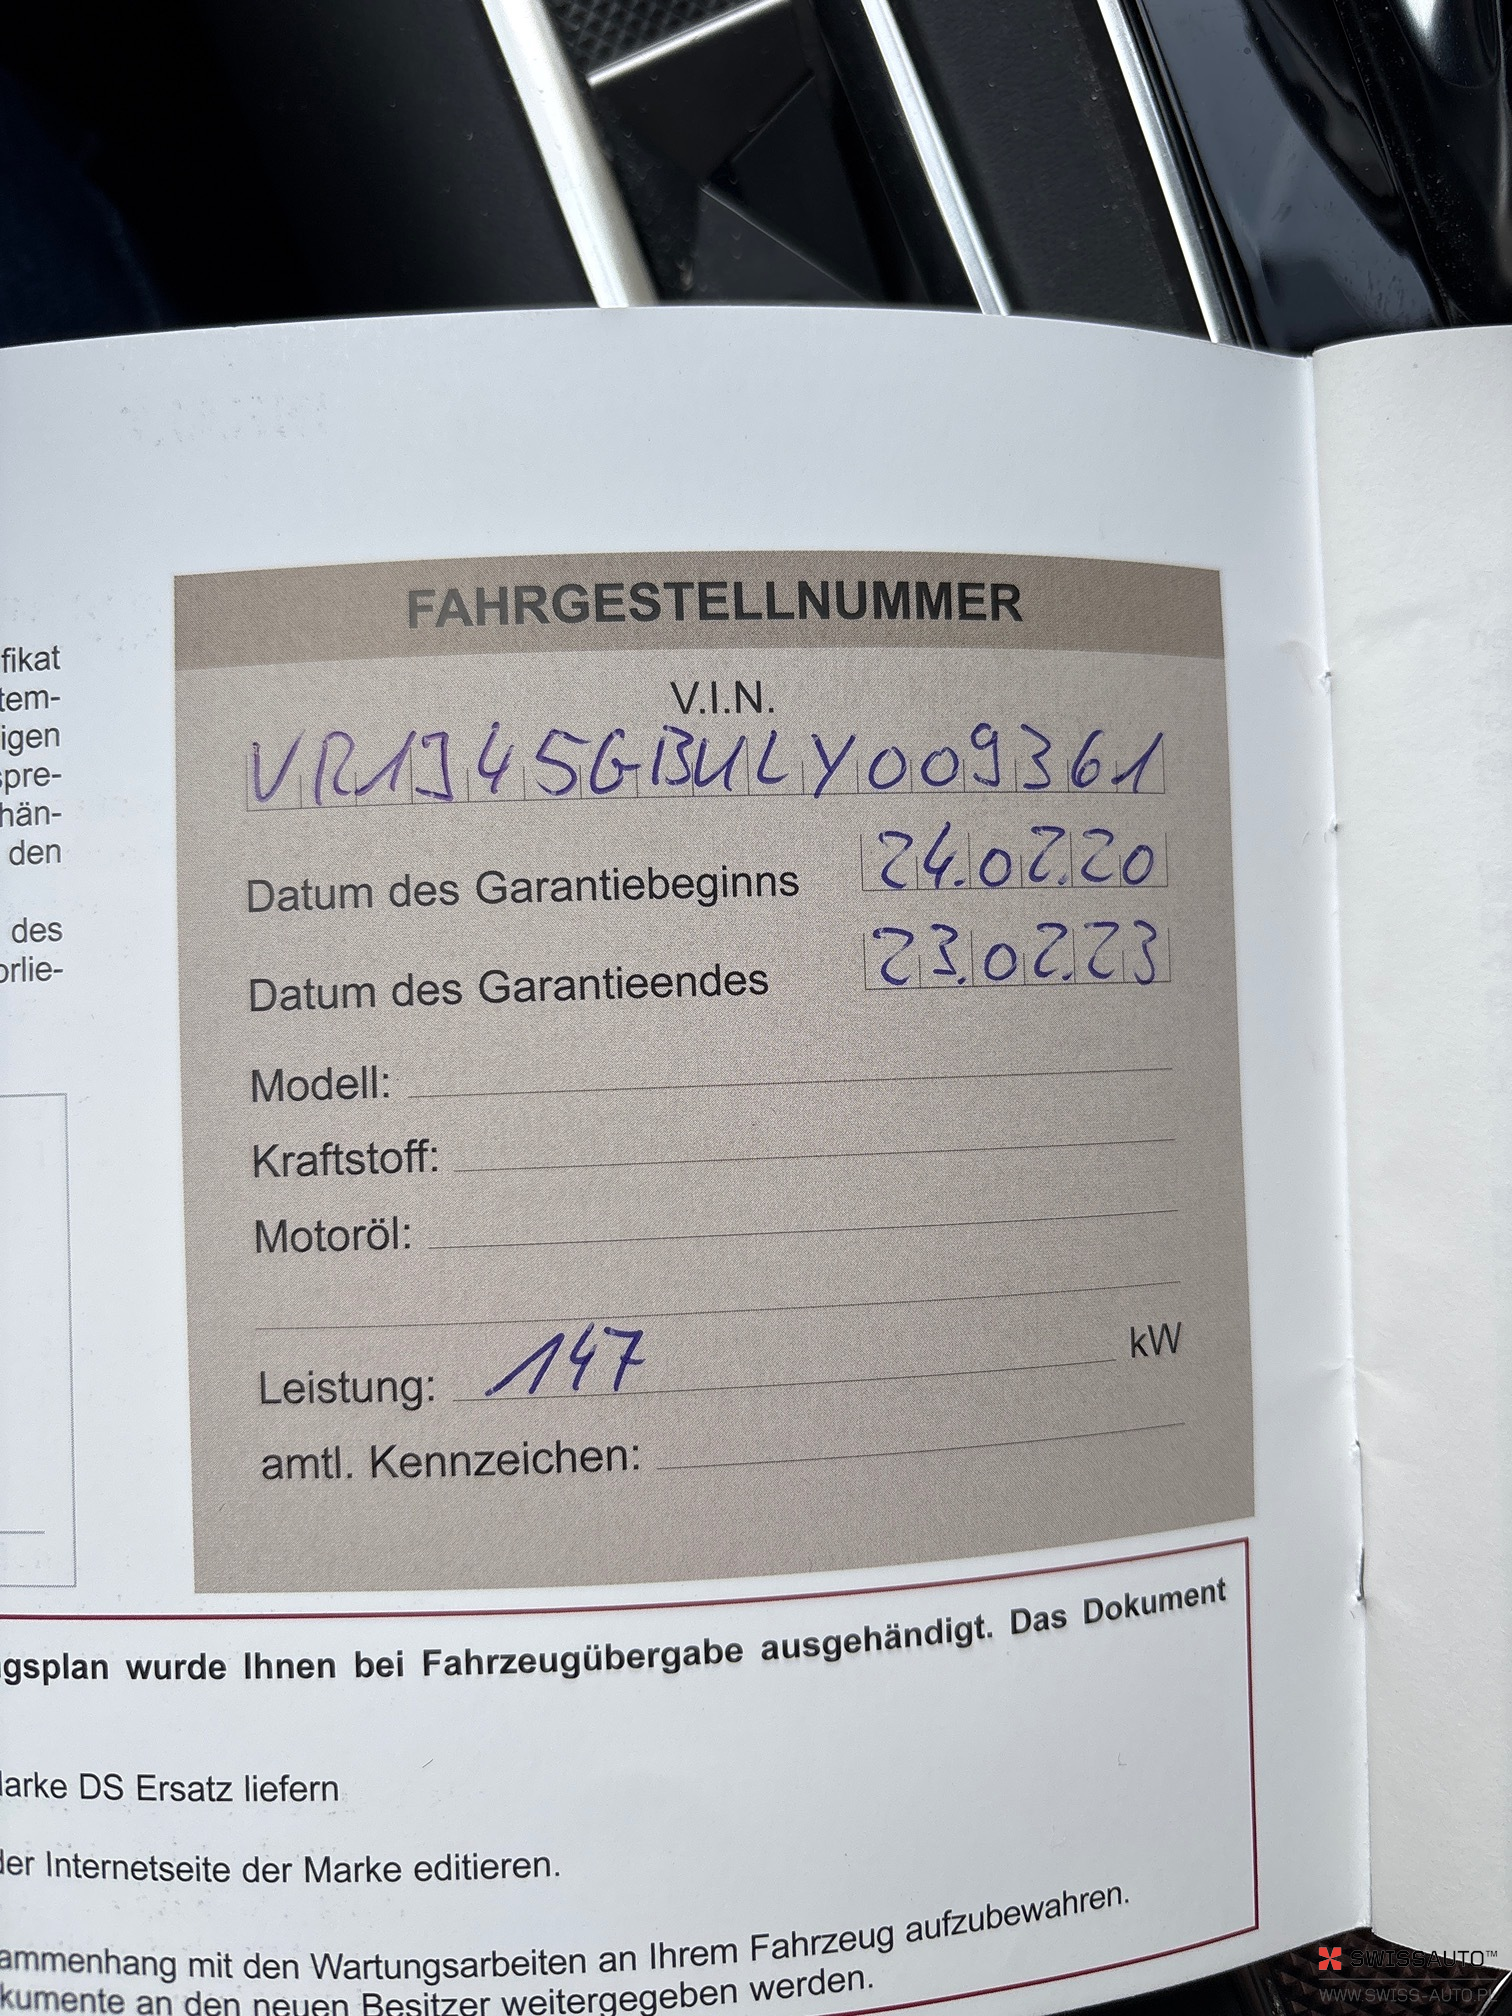 FAHRGESTELLNUMMER
V.I.N.
VR1J45GBULY009361
Datum des Garantiebeginns 24.02.20
Datum des Garantieendes 23.02.23
Modell:
Kraftstoff:
Motoröl:
Leistung: 147 kW
amtl. Kennzeichen:
fikat
tem-
igen
spre-
hän-
den
des
orlie-
gsplan wurde Ihnen bei Fahrzeugübergabe ausgehändigt. Das Dokument
arke DS Ersatz liefern
der Internetseite der Marke editieren.
ammenhang mit den Wartungsarbeiten an Ihrem Fahrzeug aufzubewahren.
kumente an den neuen Besitzer weitergegeben werden.
SWISSAUTO™
WWW.SWISS-AUTO.PL